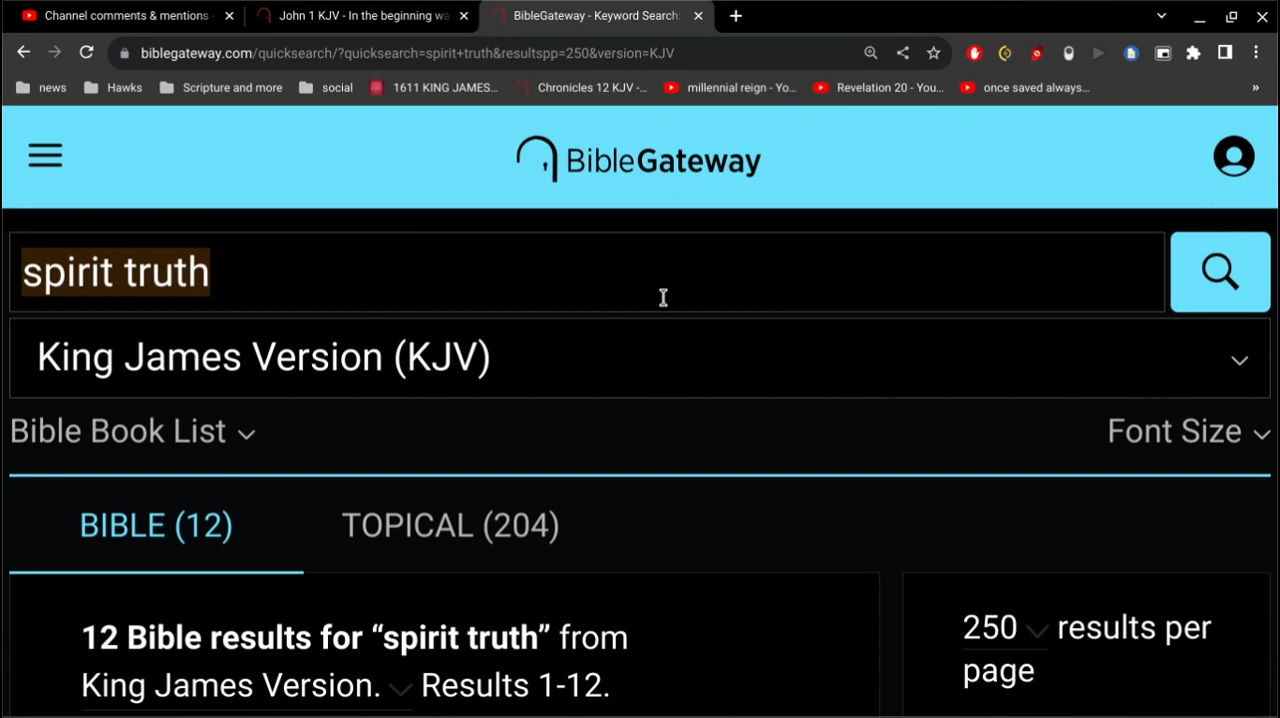 Channel comments & mentions -
John 1 KJV - In the beginning wa
BibleGateway - Keyword Search:
biblegateway.com/quicksearch/?quicksearch=spirit+truth&resultspp=250&version=KJV
news
Hawks
Scripture and more
social
1611 KING JAMES...
Chronicles 12 KJV -...
millennial reign - Yo...
Revelation 20 - You...
once saved always...
»
BibleGateway
spirit truth
King James Version (KJV)
Bible Book List
Font Size
BIBLE (12)
TOPICAL (204)
12 Bible results for “spirit truth” from
King James Version. Results 1-12.
250 results per
page